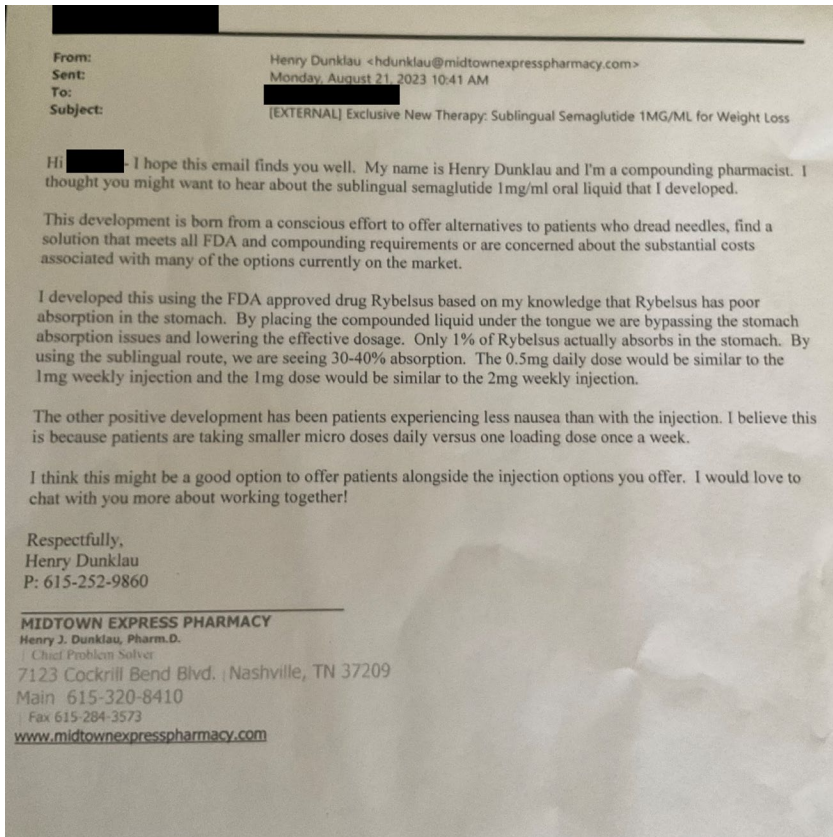 From: Henry Dunklau <hdunklau@midtownexpresspharmacy.com>
Sent: Monday, August 21, 2023 10:41 AM
To:
Subject: [EXTERNAL] Exclusive New Therapy: Sublingual Semaglutide 1MG/ML for Weight Loss
Hi - I hope this email finds you well. My name is Henry Dunklau and I'm a compounding pharmacist. I
thought you might want to hear about the sublingual semaglutide 1mg/ml oral liquid that I developed.
This development is born from a conscious effort to offer alternatives to patients who dread needles, find a
solution that meets all FDA and compounding requirements or are concerned about the substantial costs
associated with many of the options currently on the market.
I developed this using the FDA approved drug Rybelsus based on my knowledge that Rybelsus has poor
absorption in the stomach. By placing the compounded liquid under the tongue we are bypassing the stomach
absorption issues and lowering the effective dosage. Only 1% of Rybelsus actually absorbs in the stomach. By
using the sublingual route, we are seeing 30-40% absorption. The 0.5mg daily dose would be similar to the
1mg weekly injection and the 1mg dose would be similar to the 2mg weekly injection.
The other positive development has been patients experiencing less nausea than with the injection. I believe this
is because patients are taking smaller micro doses daily versus one loading dose once a week.
I think this might be a good option to offer patients alongside the injection options you offer. I would love to
chat with you more about working together!
Respectfully,
Henry Dunklau
P: 615-252-9860
MIDTOWN EXPRESS PHARMACY
Henry J. Dunklau, Pharm.D.
| Chief Problem Solver
7123 Cockrill Bend Blvd. | Nashville, TN 37209
Main 615-320-8410
| Fax 615-284-3573
www.midtownexpresspharmacy.com